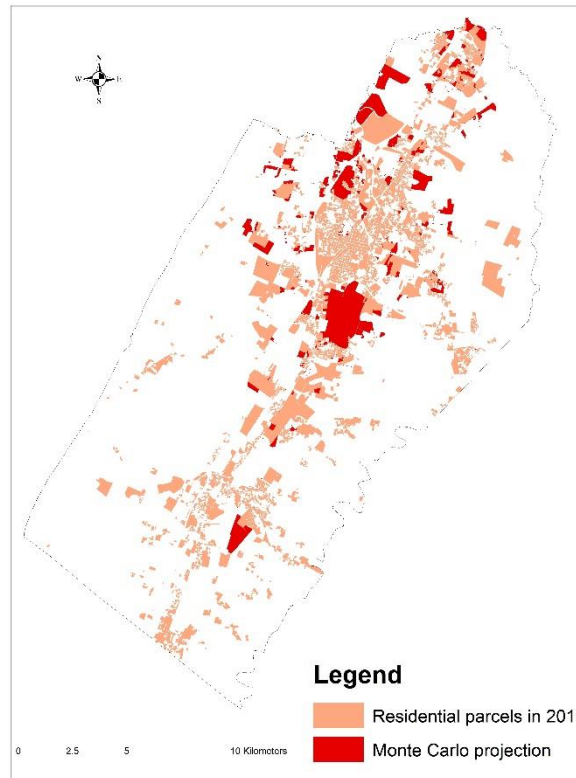 N
W E
S
Legend
Residential parcels in 201
Monte Carlo projection
0 2.5 5 10 Kilometers